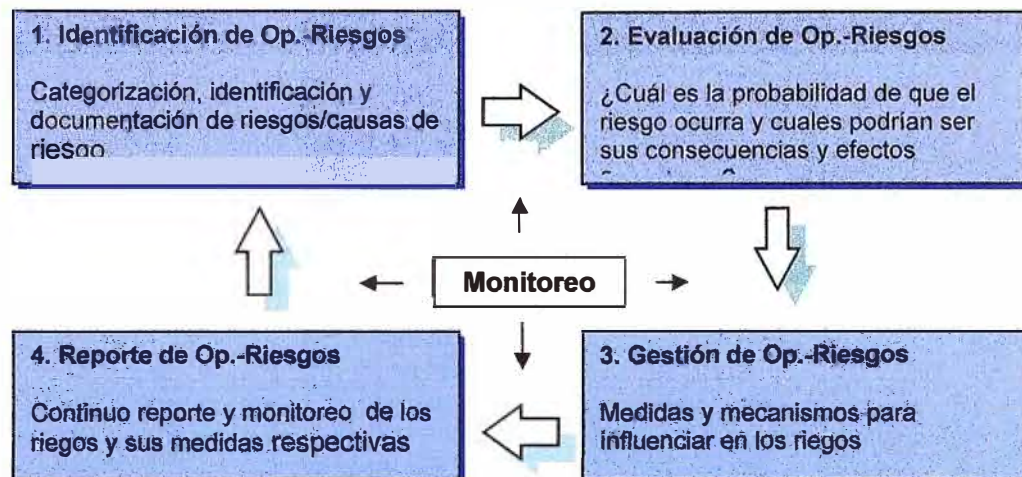 1. Identificación de Op.-Riesgos
Categorización, identificación y
documentación de riesgos/causas de
riesgo
2. Evaluación de Op.-Riesgos
¿Cuál es la probabilidad de que el
riesgo ocurra y cuales podrían ser
sus consecuencias y efectos
Monitoreo
4. Reporte de Op.-Riesgos
Continuo reporte y monitoreo de los
riegos y sus medidas respectivas
3. Gestión de Op.-Riesgos
Medidas y mecanismos para
influenciar en los riegos